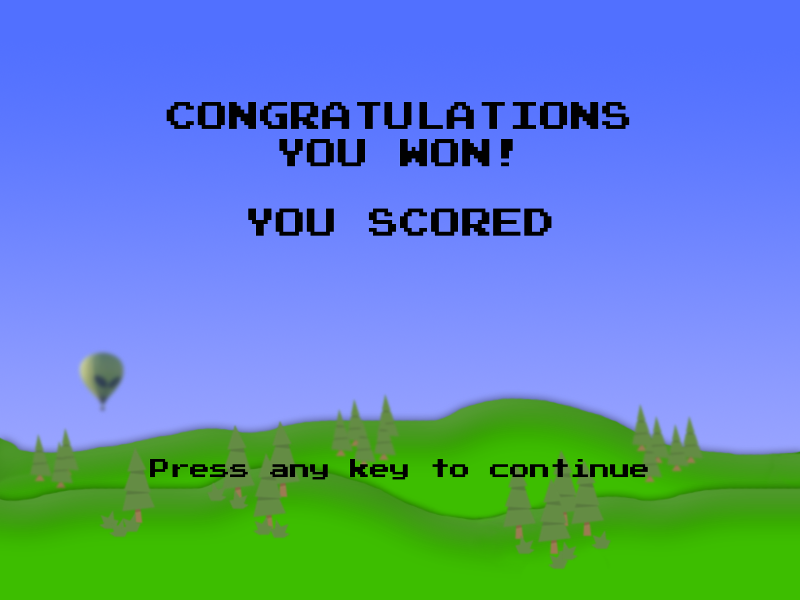 CONGRATULATIONS
YOU WON!
YOU SCORED
Press any key to continue